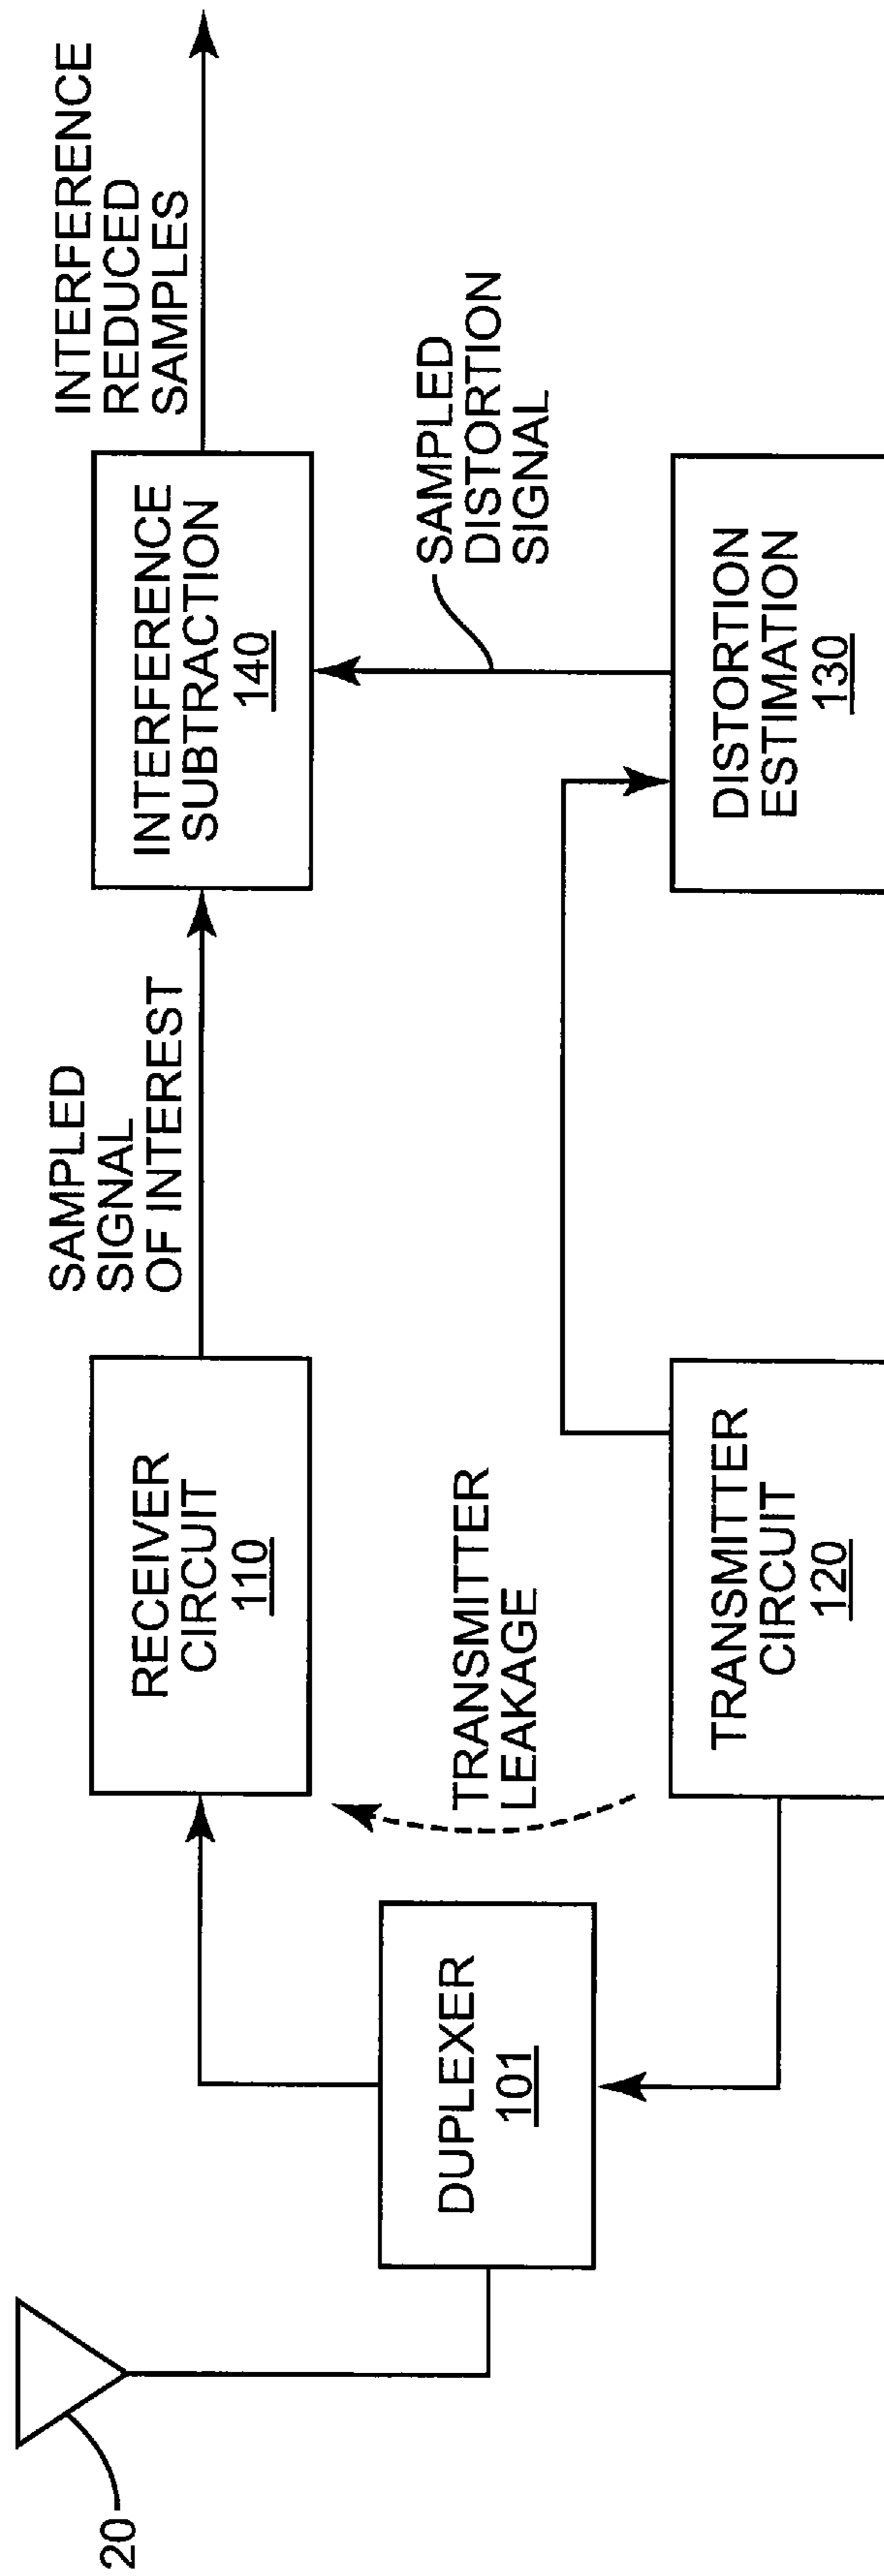 20
DUPLEXER
101
RECEIVER
CIRCUIT
110
TRANSMITTER
LEAKAGE
TRANSMITTER
CIRCUIT
120
SAMPLED
SIGNAL
OF INTEREST
INTERFERENCE
SUBTRACTION
140
SAMPLED
DISTORTION
SIGNAL
DISTORTION
ESTIMATION
130
INTERFERENCE
REDUCED
SAMPLES